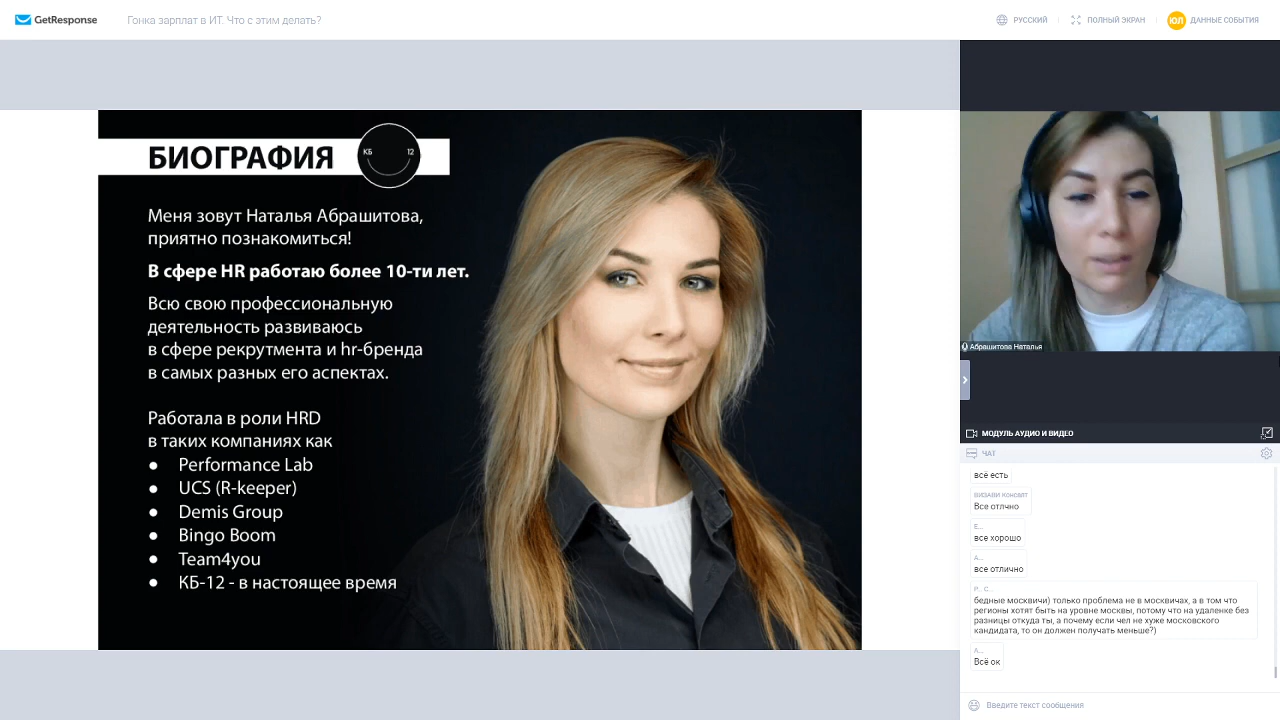 GetResponse
Гонка зарплат в ИТ. Что с этим делать?
РУССКИЙ
ПОЛНЫЙ ЭКРАН
ЮЛ
ДАННЫЕ СОБЫТИЯ
БИОГРАФИЯ
КБ 12
Меня зовут Наталья Абрашитова,
приятно познакомиться!
В сфере HR работаю более 10-ти лет.
Всю свою профессиональную
деятельность развиваюсь
в сфере рекрутмента и hr-бренда
в самых разных его аспектах.
Работала в роли HRD
в таких компаниях как
● Performance Lab
● UCS (R-keeper)
● Demis Group
● Bingo Boom
● Team4you
● КБ-12 - в настоящее время
Абрашитова Наталья
МОДУЛЬ АУДИО И ВИДЕО
ЧАТ
всё есть
Все отлчно
Е...
все хорошо
А...
все отлично
Р... С...
бедные москвичи) только проблема не в москвичах, а в том что
регионы хотят быть на уровне москвы, потому что на удаленке без
разницы откуда ты, а почему если чел не хуже московского
кандидата, то он должен получать меньше?)
А...
Всё ок
Введите текст сообщения